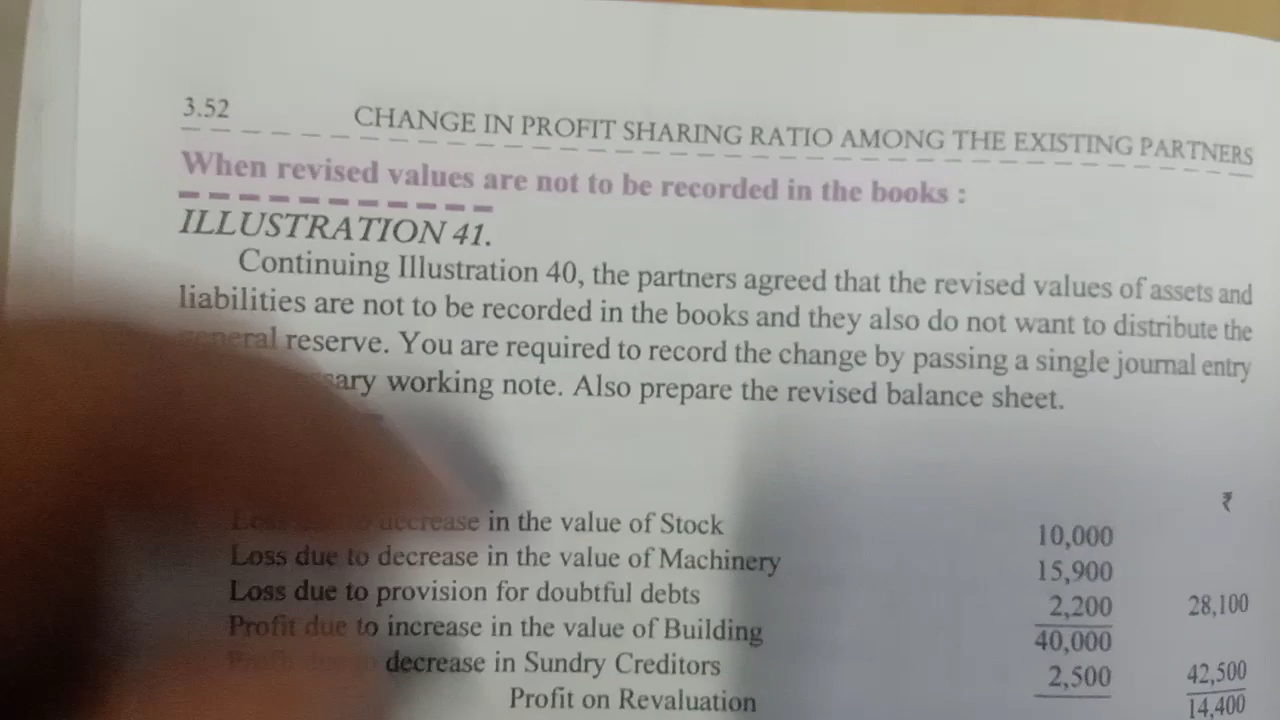 3.52 CHANGE IN PROFIT SHARING RATIO AMONG THE EXISTING PARTNERS
When revised values are not to be recorded in the books :
ILLUSTRATION 41.
Continuing Illustration 40, the partners agreed that the revised values of assets and
liabilities are not to be recorded in the books and they also do not want to distribute the
general reserve. You are required to record the change by passing a single journal entry
working note. Also prepare the revised balance sheet.
₹
decrease in the value of Stock 10,000
Loss due to decrease in the value of Machinery 15,900
Loss due to provision for doubtful debts 2,200 28,100
Profit due to increase in the value of Building 40,000
decrease in Sundry Creditors 2,500 42,500
Profit on Revaluation 14,400